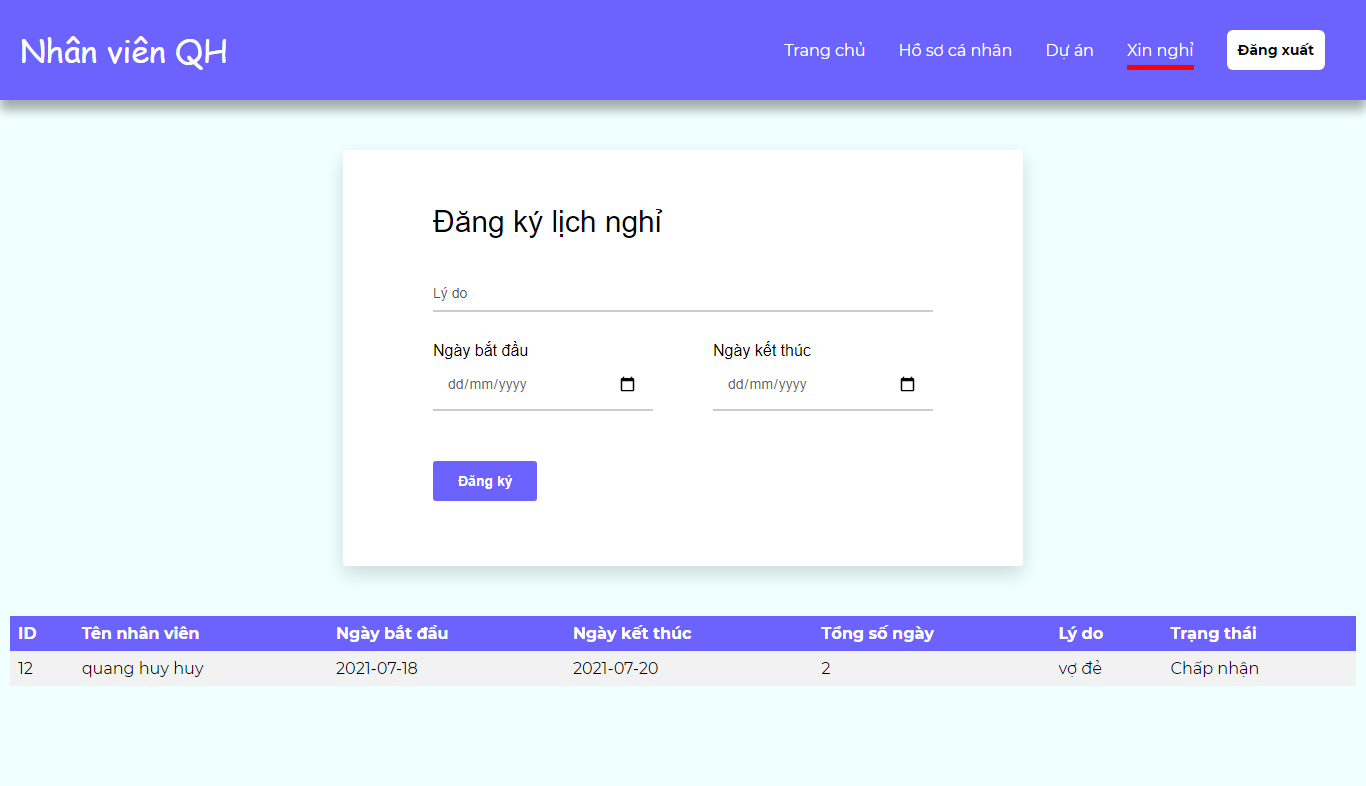 Nhân viên QH Trang chủ Hồ sơ cá nhân Dự án Xin nghỉ Đăng xuất
Đăng ký lịch nghỉ
Lý do
Ngày bắt đầu Ngày kết thúc
dd/mm/yyyy dd/mm/yyyy
Đăng ký
ID Tên nhân viên Ngày bắt đầu Ngày kết thúc Tổng số ngày Lý do Trạng thái
12 quang huy huy 2021-07-18 2021-07-20 2 vợ đẻ Chấp nhận